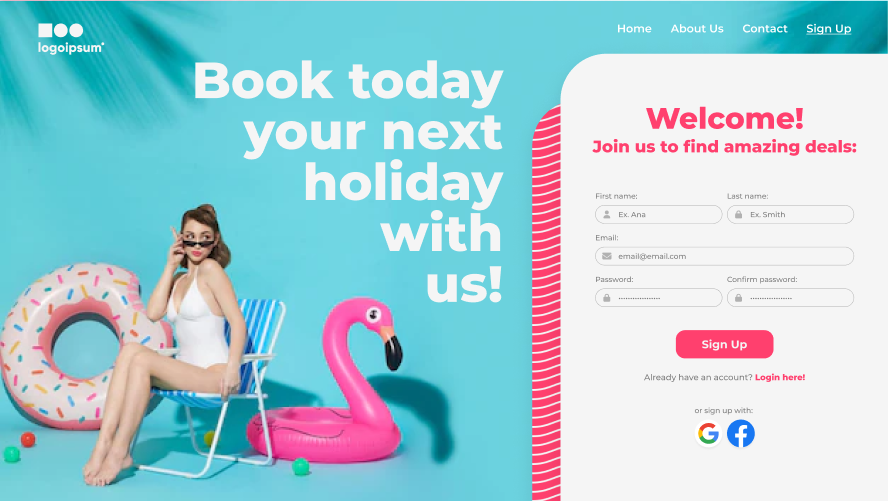 logoipsum
Home About Us Contact Sign Up
Book today
your next
holiday
with
us!
Welcome!
Join us to find amazing deals:
First name: Last name:
Ex. Ana Ex. Smith
Email:
email@email.com
Password: Confirm password:
Sign Up
Already have an account? Login here!
or sign up with: